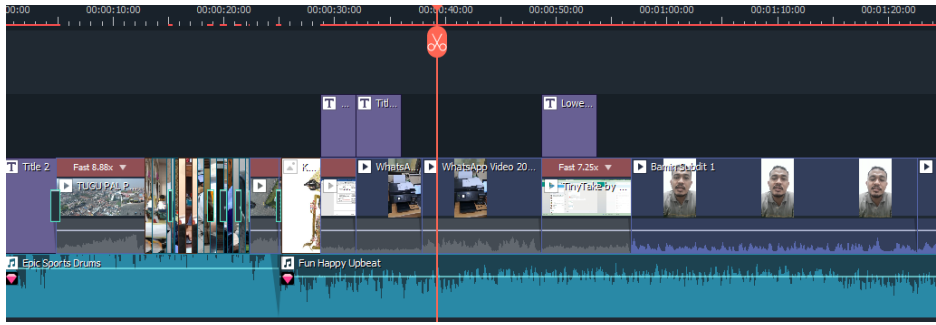 00:00 00:00:10:00 00:00:20:00 00:00:30:00 00:00:40:00 00:00:50:00 00:01:00:00 00:01:10:00 00:01:20:00
T ... T Titl... T Lowe...
T Title 2 Fast 8.88x K... WhatsA... WhatsApp Video 20... Fast 7.25x Bamin Subdit 1
TUGU PAL P... TinyTake by ...
Epic Sports Drums Fun Happy Upbeat